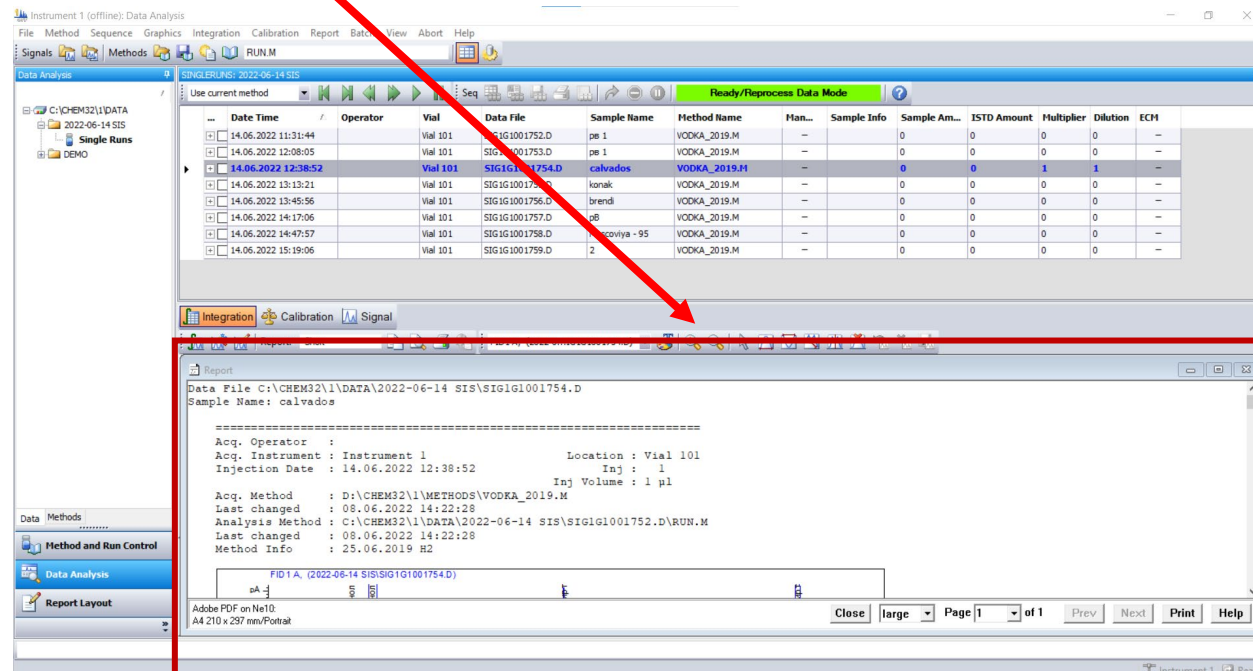 Instrument 1 (offline): Data Analysis
File Method Sequence Graphics Integration Calibration Report Batch View Abort Help
Signals Methods RUN.M
Data Analysis
SINGLERUNS: 2022-06-14 SIS
Use current method Seq Ready/Reprocess Data Mode
C:\CHEM32\1\DATA
2022-06-14 SIS
Single Runs
DEMO
... Date Time / Operator Vial Data File Sample Name Method Name Man... Sample Info Sample Am... ISTD Amount Multiplier Dilution ECM
14.06.2022 11:31:44 Vial 101 SIG1G1001752.D рв 1 VODKA_2019.M – 0 0 0 0 –
14.06.2022 12:08:05 Vial 101 SIG1G1001753.D рв 1 VODKA_2019.M – 0 0 0 0 –
14.06.2022 12:38:52 Vial 101 calvados VODKA_2019.M – 0 0 1 1 –
14.06.2022 13:13:21 Vial 101 konak VODKA_2019.M – 0 0 0 0 –
14.06.2022 13:45:56 Vial 101 SIG1G1001756.D brendi VODKA_2019.M – 0 0 0 0 –
14.06.2022 14:17:06 Vial 101 SIG1G1001757.D рВ VODKA_2019.M – 0 0 0 0 –
14.06.2022 14:47:57 Vial 101 SIG1G1001758.D - 95 VODKA_2019.M – 0 0 0 0 –
14.06.2022 15:19:06 Vial 101 SIG1G1001759.D 2 VODKA_2019.M – 0 0 0 0 –
Integration Calibration Signal
Report
Data File C:\CHEM32\1\DATA\2022-06-14 SIS\SIG1G1001754.D
Sample Name: calvados
=====================================================================
Acq. Operator :
Acq. Instrument : Instrument 1 Location : Vial 101
Injection Date : 14.06.2022 12:38:52 Inj : 1
Inj Volume : 1 µl
Acq. Method : D:\CHEM32\1\METHODS\VODKA_2019.M
Last changed : 08.06.2022 14:22:28
Analysis Method : C:\CHEM32\1\DATA\2022-06-14 SIS\SIG1G1001752.D\RUN.M
Last changed : 08.06.2022 14:22:28
Method Info : 25.06.2019 H2
FID1 A, (2022-06-14 SIS\SIG1G1001754.D)
pA
Data Methods
Method and Run Control
Data Analysis
Report Layout
Adobe PDF on Ne10:
A4 210 x 297 mm/Portrait
Close large Page 1 of 1 Prev Next Print Help
Instrument 1